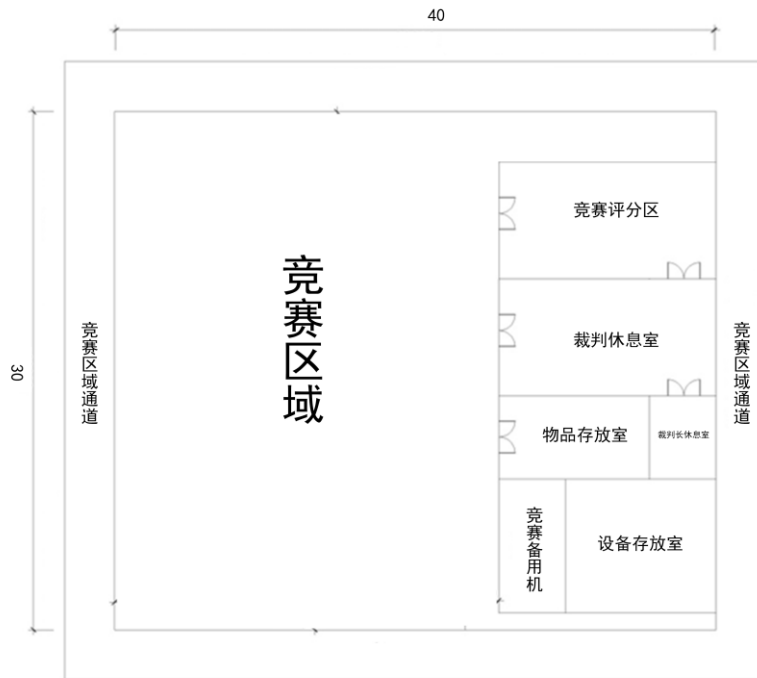 40
竞赛评分区
竞赛区域
裁判休息室
竞赛区域通道
竞赛区域通道
30
物品存放室
裁判长休息室
竞赛备用机
设备存放室